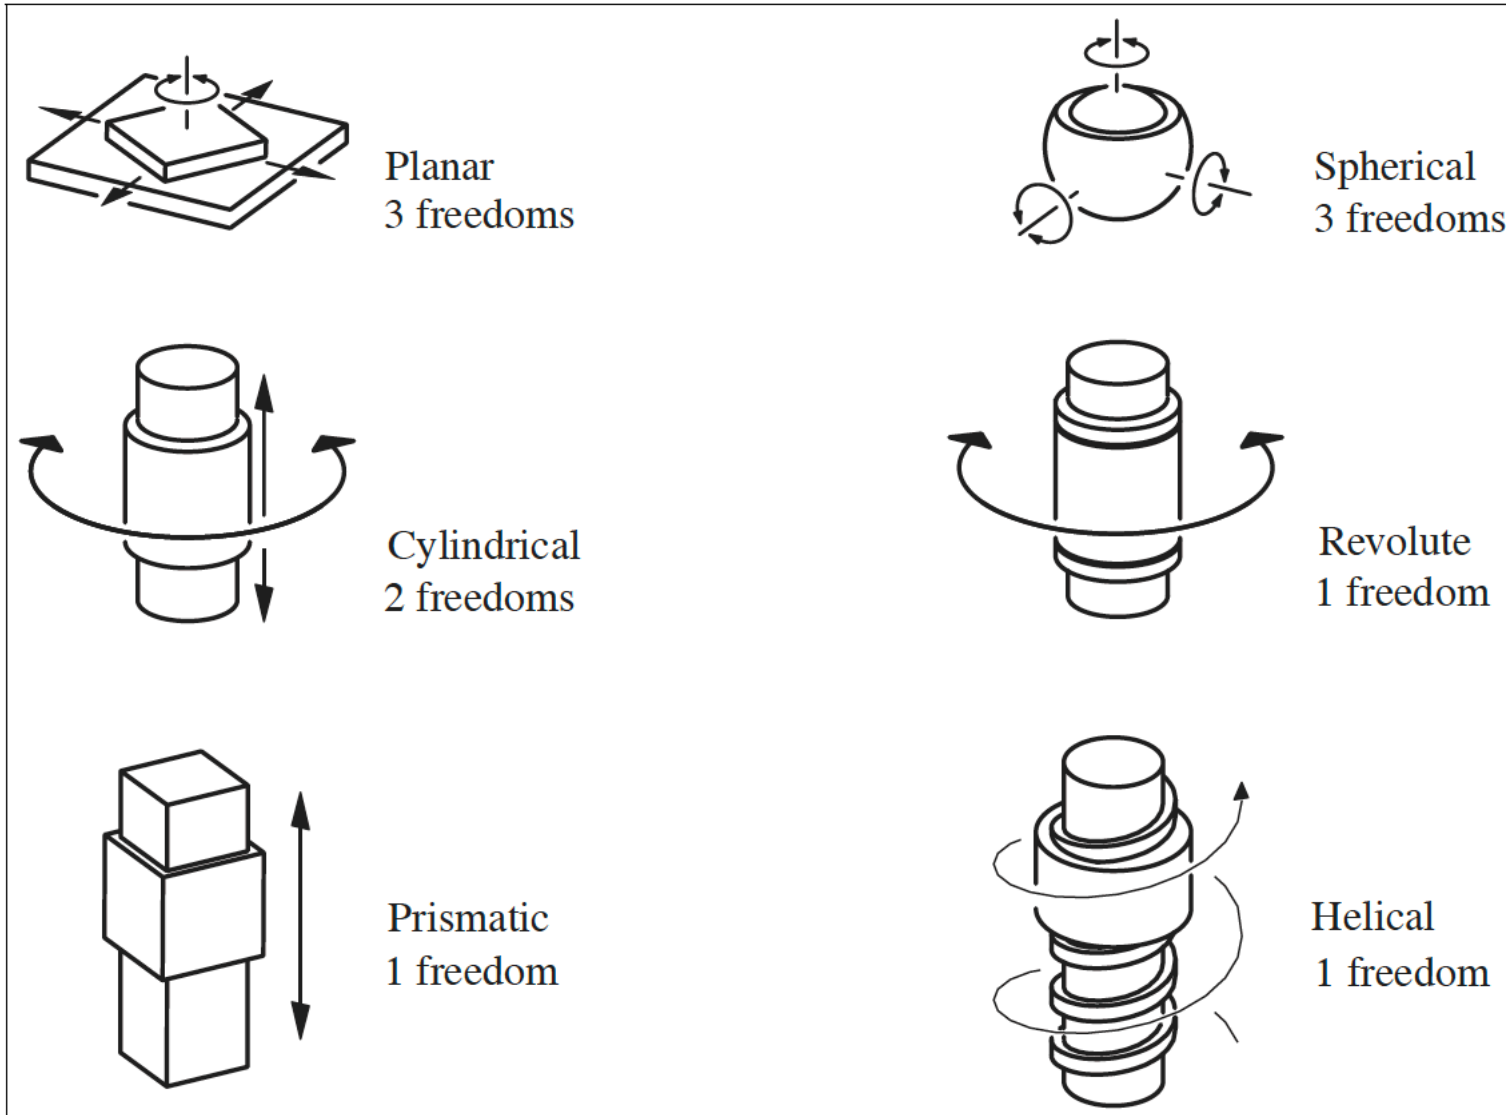 Planar
3 freedoms
Spherical
3 freedoms
Cylindrical
2 freedoms
Revolute
1 freedom
Prismatic
1 freedom
Helical
1 freedom